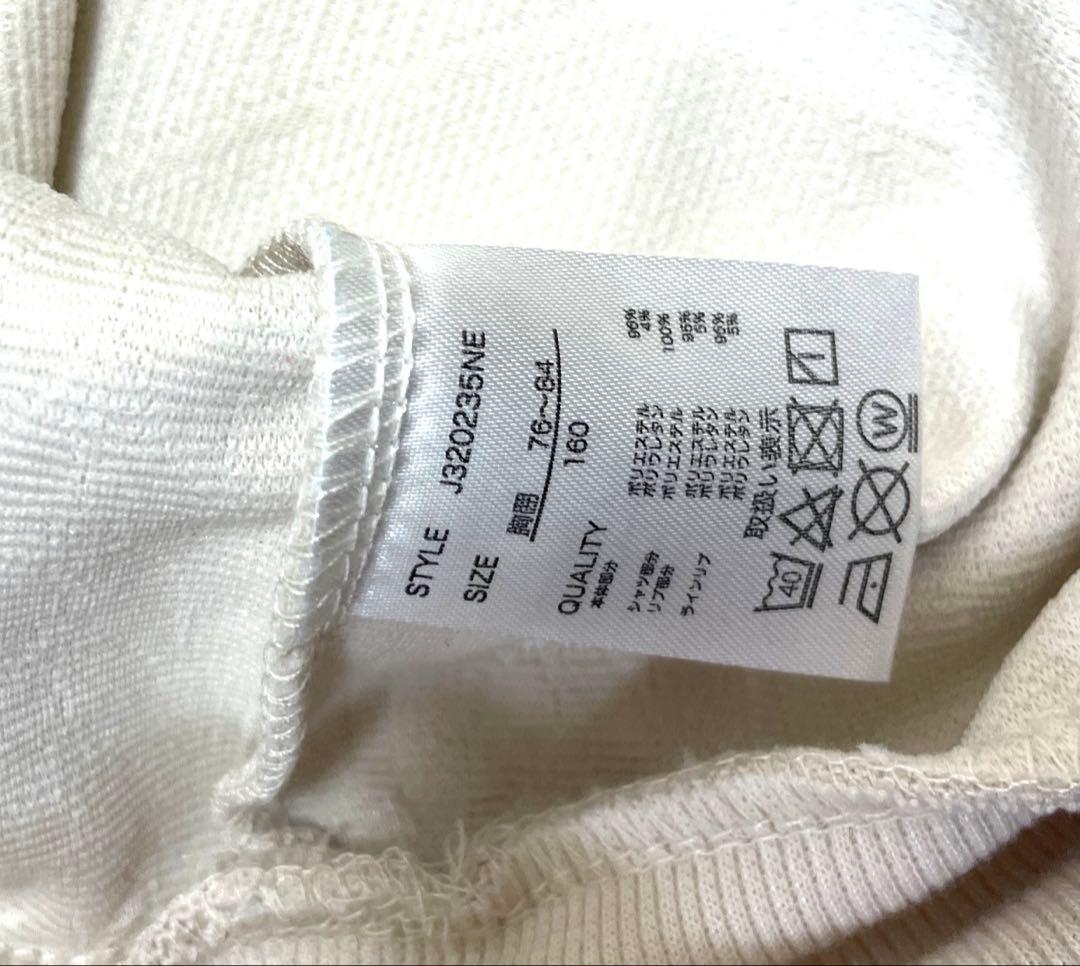 STYLE J320235NE
SIZE 胸囲 76〜84
160
QUALITY
本体部分 ポリエステル 96%
ポリウレタン 4%
シャツ部分 ポリエステル 100%
リブ部分 ポリエステル 95%
ポリウレタン 5%
ラインリブ ポリエステル 95%
ポリウレタン 5%
取扱い表示
40
W